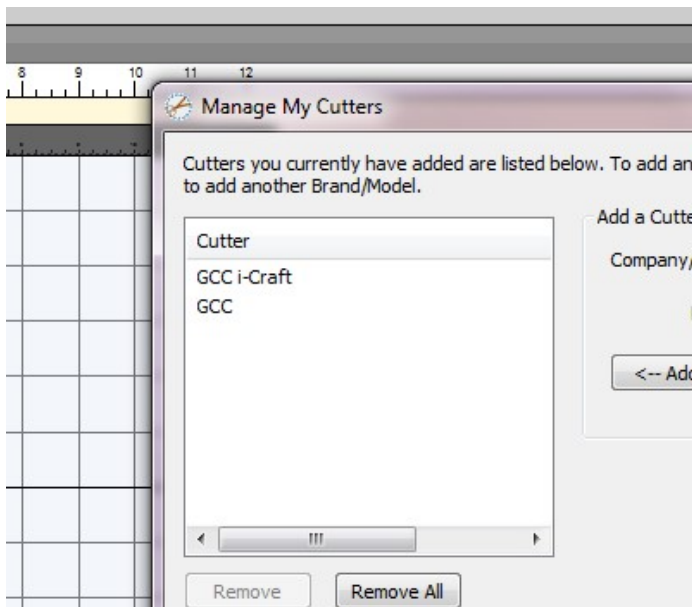 8 9 10 11 12
Manage My Cutters
Cutters you currently have added are listed below. To add an
to add another Brand/Model.
Cutter
GCC i-Craft
GCC
Add a Cutte
Company/
<-- Add
Remove
Remove All